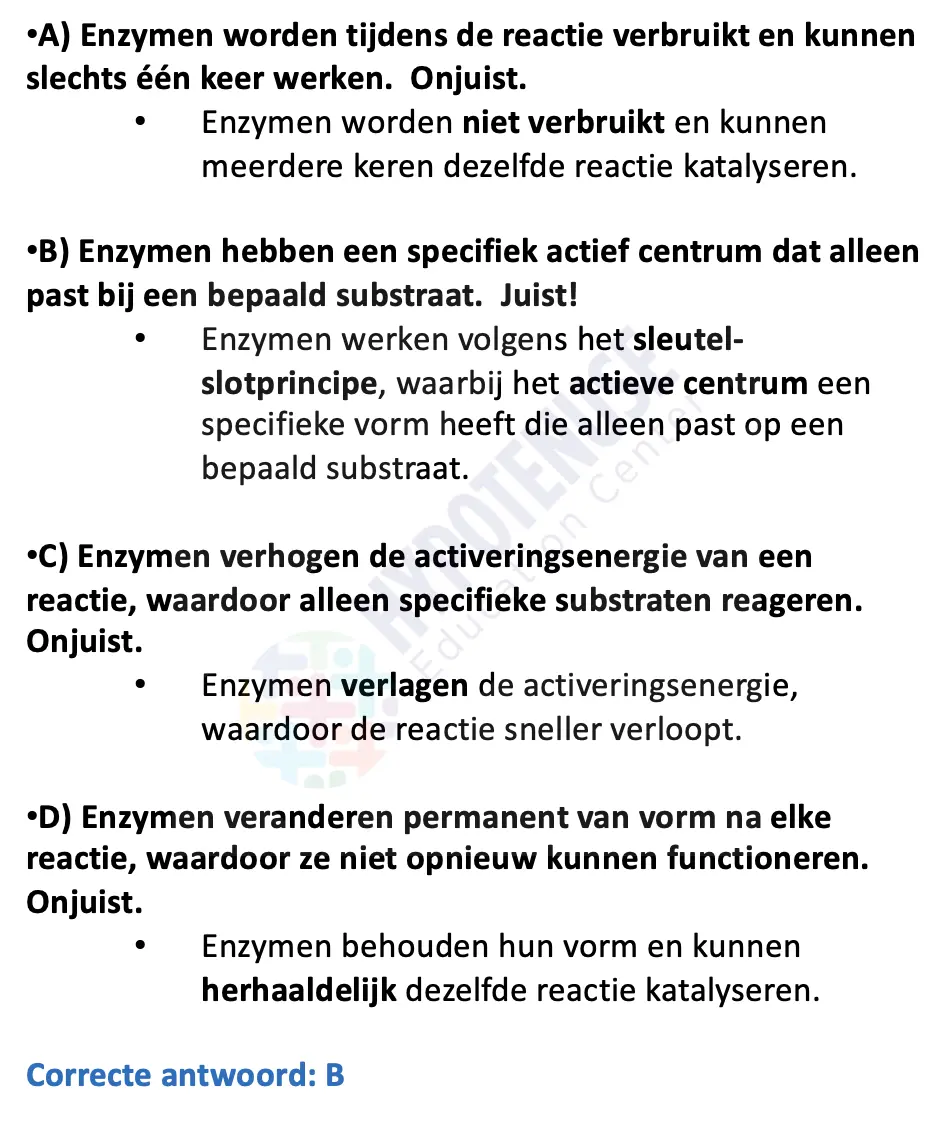 •A) Enzymen worden tijdens de reactie verbruikt en kunnen
slechts één keer werken.  Onjuist.
• Enzymen worden niet verbruikt en kunnen
meerdere keren dezelfde reactie katalyseren.
•B) Enzymen hebben een specifiek actief centrum dat alleen
past bij een bepaald substraat.  Juist!
• Enzymen werken volgens het sleutel-
slotprincipe, waarbij het actieve centrum een
specifieke vorm heeft die alleen past op een
bepaald substraat.
•C) Enzymen verhogen de activeringsenergie van een
reactie, waardoor alleen specifieke substraten reageren.
Onjuist.
• Enzymen verlagen de activeringsenergie,
waardoor de reactie sneller verloopt.
•D) Enzymen veranderen permanent van vorm na elke
reactie, waardoor ze niet opnieuw kunnen functioneren.
Onjuist.
• Enzymen behouden hun vorm en kunnen
herhaaldelijk dezelfde reactie katalyseren.
Correcte antwoord: B
HYPOTENUSE
Education Center